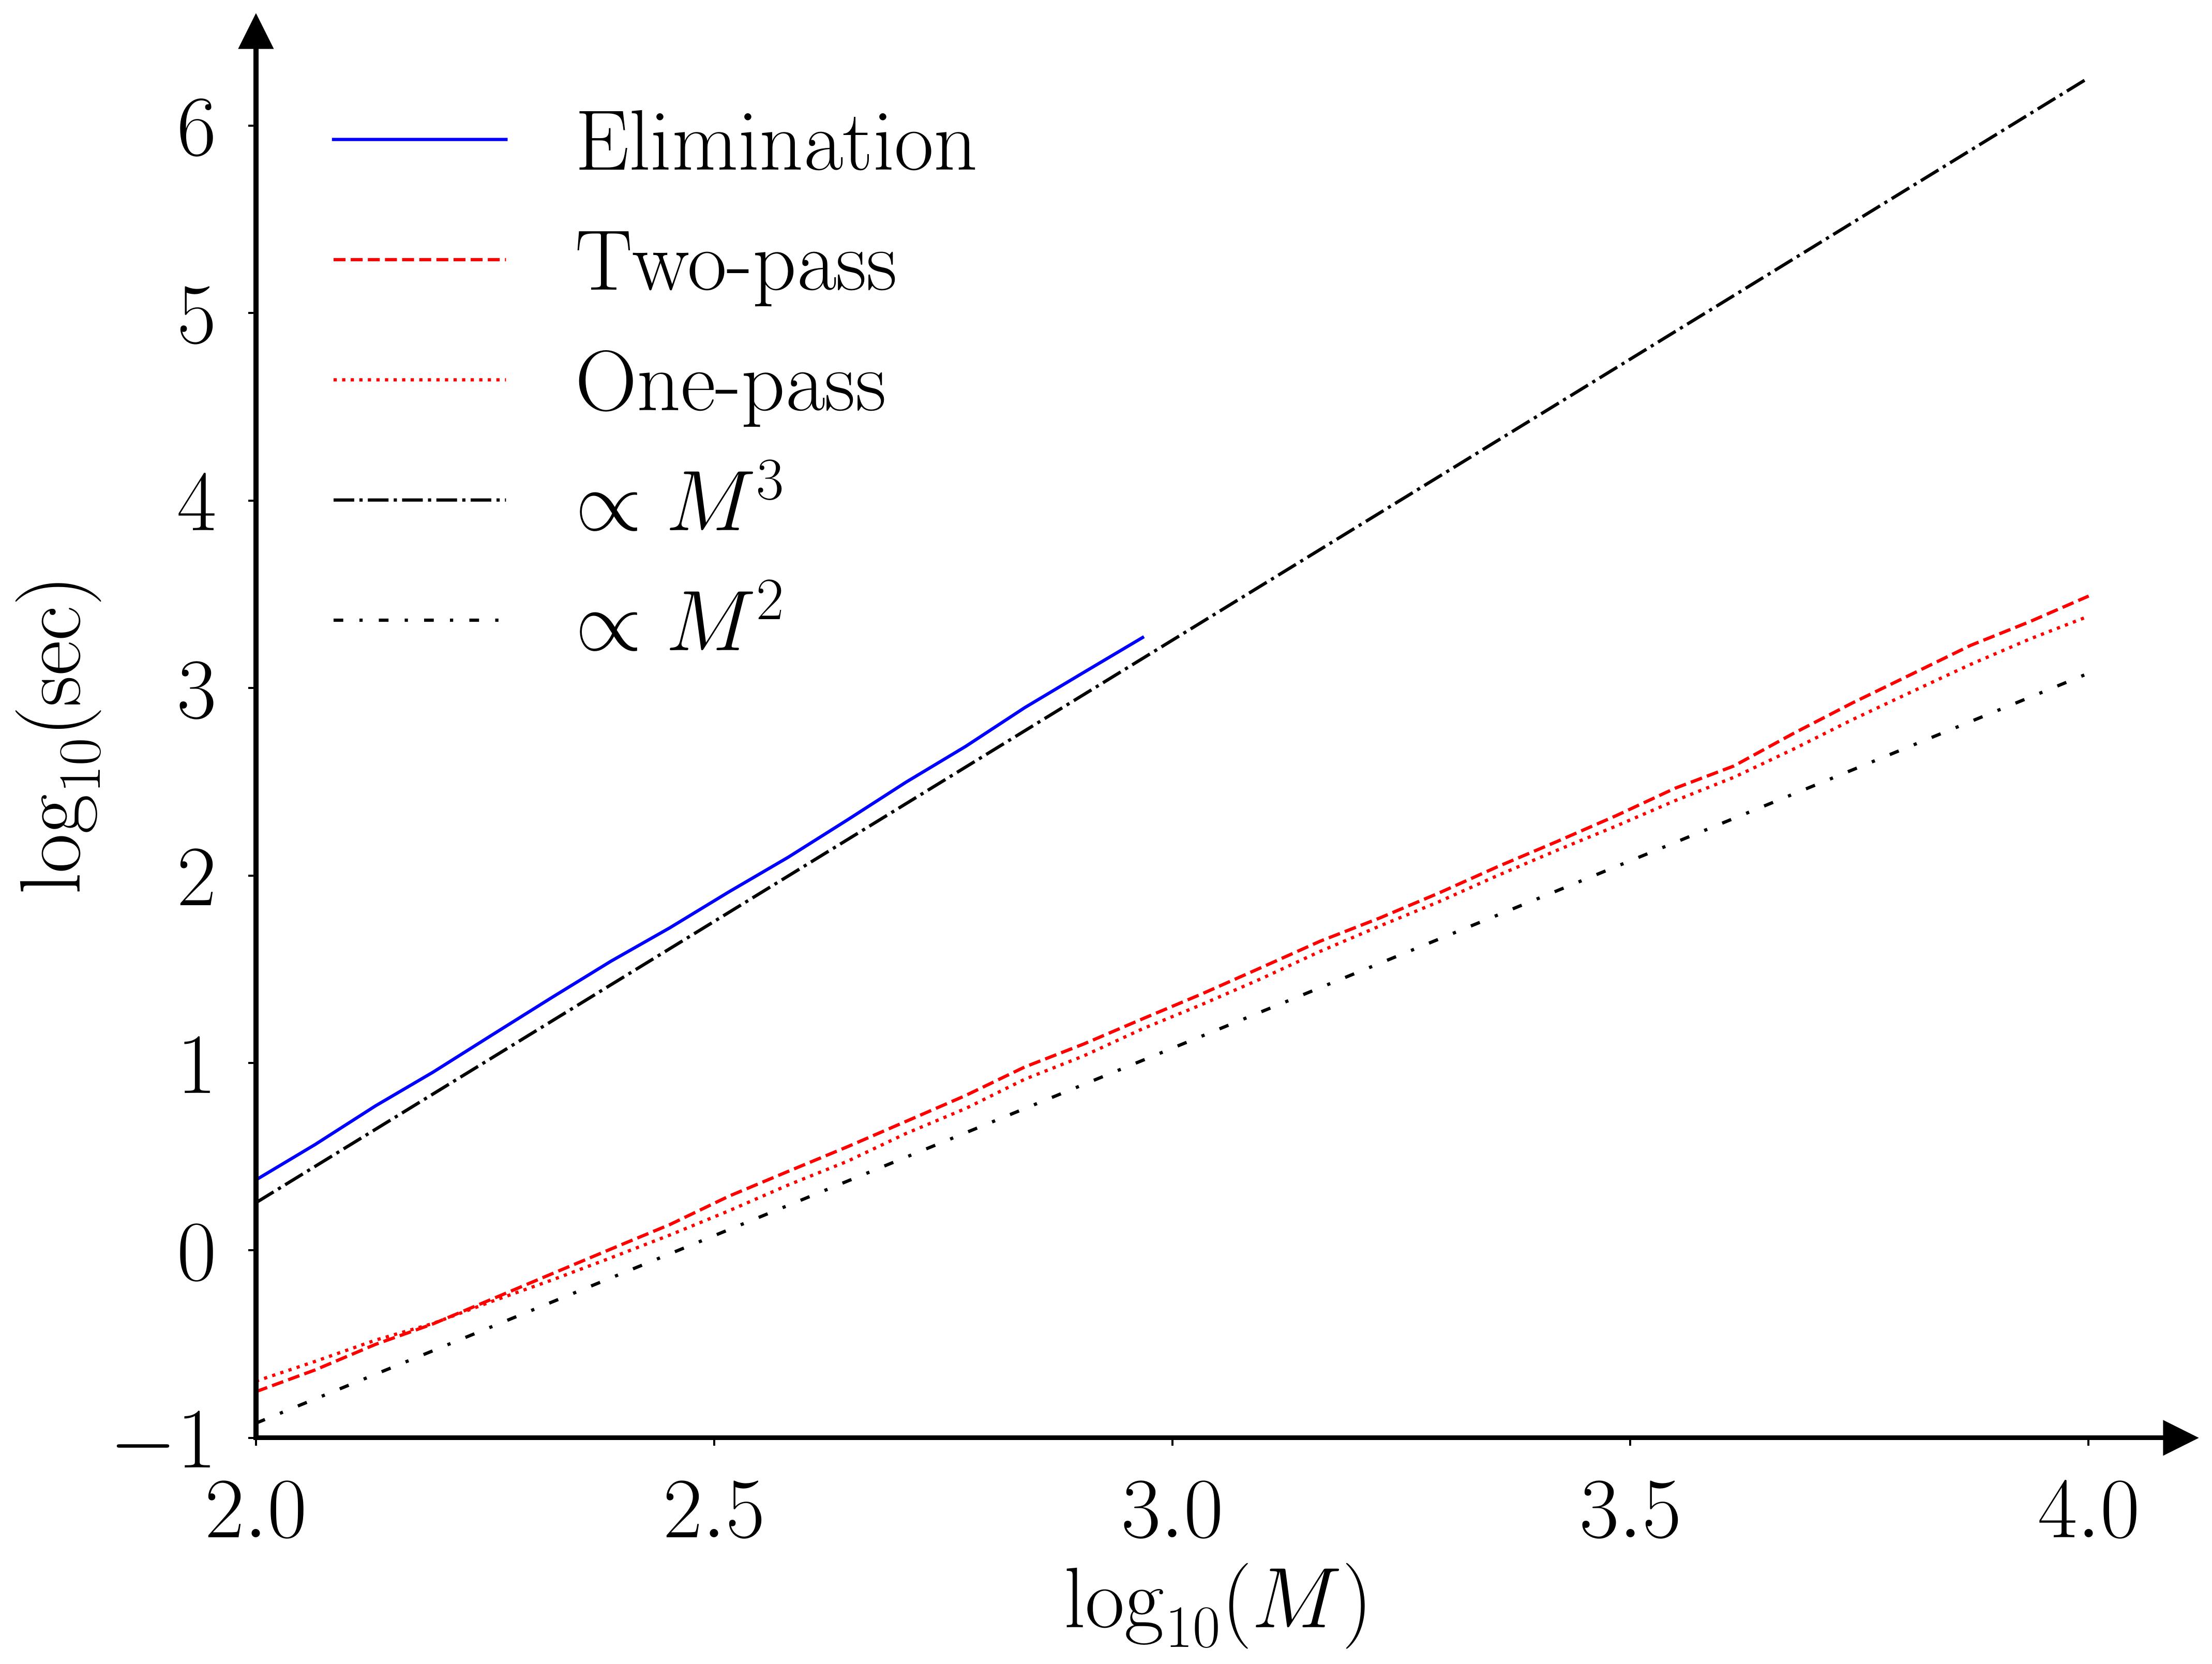 6
5
4
3
2
1
0
−1
log₁₀(sec)
Elimination
Two-pass
One-pass
∝ M³
∝ M²
2.0 2.5 3.0 3.5 4.0
log₁₀(M)